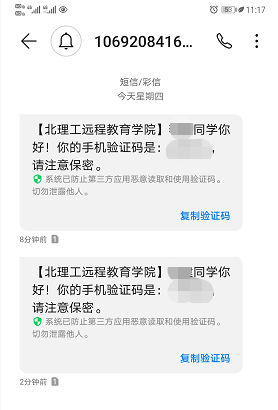 11:17
1069208416...
短信/彩信
今天星期四
【北理工远程教育学院】同学你
好！你的手机验证码是：，
请注意保密。
系统已防止第三方应用恶意读取和使用验证码。
切勿泄露他人。
复制验证码
8分钟前 1
【北理工远程教育学院】同学你
好！你的手机验证码是：，
请注意保密。
系统已防止第三方应用恶意读取和使用验证码。
切勿泄露他人。
复制验证码
2分钟前 1